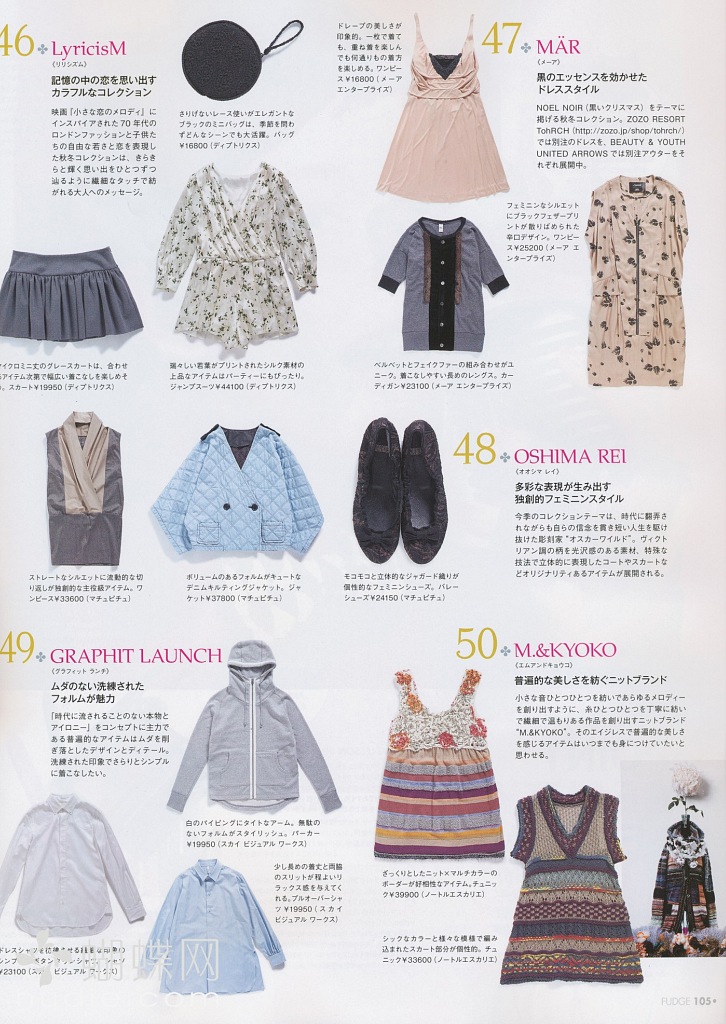 46 LyricisM
(リリシズム)
記憶の中の恋を思い出す
カラフルなコレクション
映画『小さな恋のメロディ』に
インスパイアされた70年代の
ロンドンファッションと子供た
ちの自由な若さと恋を表現し
た秋冬コレクションは、きらき
らと輝く思い出をひとつずつ
辿るように繊細なタッチで紡
がれる大人へのメッセージ。
さりげないレース使いがエレガントな
ブラックのミニバッグは、季節を問わ
ずどんなシーンでも大活躍。バッグ
¥16800(ディプトリクス)
マイクロミニ丈のグレースカートは、合わせ
るアイテム次第で幅広い着こなしを楽しめそ
う。スカート¥19950(ディプトリクス)
瑞々しい若葉がプリントされたシルク素材の
上品なアイテムはパーティーにもぴったり。
ジャンプスーツ¥44100(ディプトリクス)
ドレープの美しさが
印象的。一枚で着て
も、重ね着を楽しん
でも何通りもの着方
を楽しめる。ワンピー
ス¥16800(メーア
エンタープライズ)
47 MÄR
(メーア)
黒のエッセンスを効かせた
ドレススタイル
NOEL NOIR(黒いクリスマス)をテーマに
掲げる秋冬コレクション。ZOZO RESORT
TohRCH(http://zozo.jp/shop/tohrch/)
では別注のドレスを、BEAUTY & YOUTH
UNITED ARROWSでは別注アウターをそ
れぞれ展開中。
フェミニンなシルエット
にブラックフェザープリ
ントが散りばめられた
辛口デザイン。ワンピー
ス¥25200(メーア エ
ンタープライズ)
ベルベットとフェイクファーの組み合わせがユ
ニーク。着こなしやすい長めのレングス。カー
ディガン¥23100(メーア エンタープライズ)
ストレートなシルエットに流動的な切
り返しが独創的な主役級アイテム。ワ
ンピース¥33600(マチュピチュ)
ボリュームのあるフォルムがキュートな
デニムキルティングジャケット。ジャ
ケット¥37800(マチュピチュ)
モコモコと立体的なジャガード織りが
個性的なフェミニンシューズ。バレー
シューズ¥24150(マチュピチュ)
48 OSHIMA REI
(オオシマ レイ)
多彩な表現が生み出す
独創的フェミニンスタイル
今季のコレクションテーマは、時代に翻弄さ
れながらも自らの信念を貫き短い人生を駆け
抜けた彫刻家“オスカーワイルド”。ヴィクト
リアン調の柄を光沢感のある素材、特殊な
技法で立体的に表現したコートやスカートな
どオリジナリティあるアイテムが展開される。
49 GRAPHIT LAUNCH
(グラフィット ランチ)
ムダのない洗練された
フォルムが魅力
「時代に流されることのない本物と
アイロニー」をコンセプトに主力で
ある普遍的なアイテムはムダを削
ぎ落としたデザインとディテール。
洗練された印象でさらりとシンプル
に着こなしたい。
白のパイピングにタイトなアーム。無駄の
ないフォルムがスタイリッシュ。パーカー
¥19950(スカイ ビジュアル ワークス)
少し長めの着丈と両脇
のスリットが程よいリ
ラックス感を与えてく
れる。プルオーバーシャ
ツ¥19950(スカイ
ビジュアル ワークス)
¥23100(スカイ ビジュアル ワークス)
50 M.&KYOKO
(エムアンドキョウコ)
普遍的な美しさを紡ぐニットブランド
小さな音ひとつひとつを紡いであらゆるメロディー
を創り出すように、糸ひとつひとつを丁寧に紡い
で繊細で温もりある作品を創り出すニットブランド
“M.&KYOKO”。そのエイジレスで普遍的な美しさ
を感じるアイテムはいつまでも身につけていたいと
思わせる。
ざっくりとしたニット×マルチカラーの
ボーダーが好相性なアイテム。チュニッ
ク¥39900(ノートルエスカリエ)
シックなカラーと様々な模様で編み
込まれたスカート部分が個性的。チュ
ニック¥33600(ノートルエスカリエ)
蝴蝶网
FUDGE 105